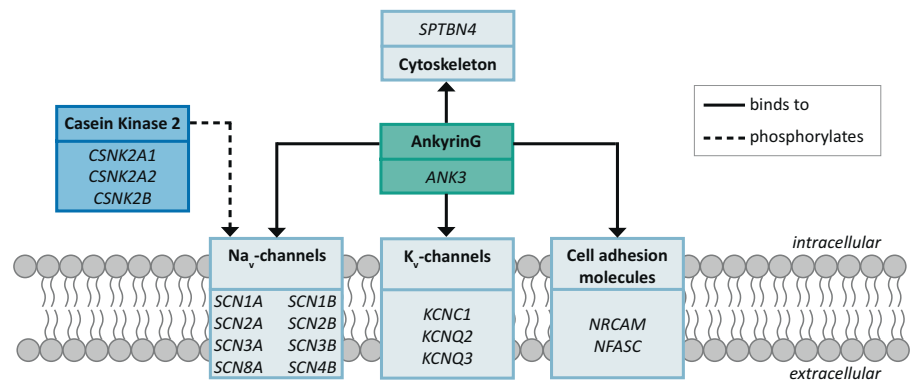 SPTBN4
Cytoskeleton
binds to
phosphorylates
Casein Kinase 2
CSNK2A1
CSNK2A2
CSNK2B
AnkyrinG
ANK3
intracellular
Nav-channels
SCN1A SCN1B
SCN2A SCN2B
SCN3A SCN3B
SCN8A SCN4B
Kv-channels
KCNC1
KCNQ2
KCNQ3
Cell adhesion
molecules
NRCAM
NFASC
extracellular